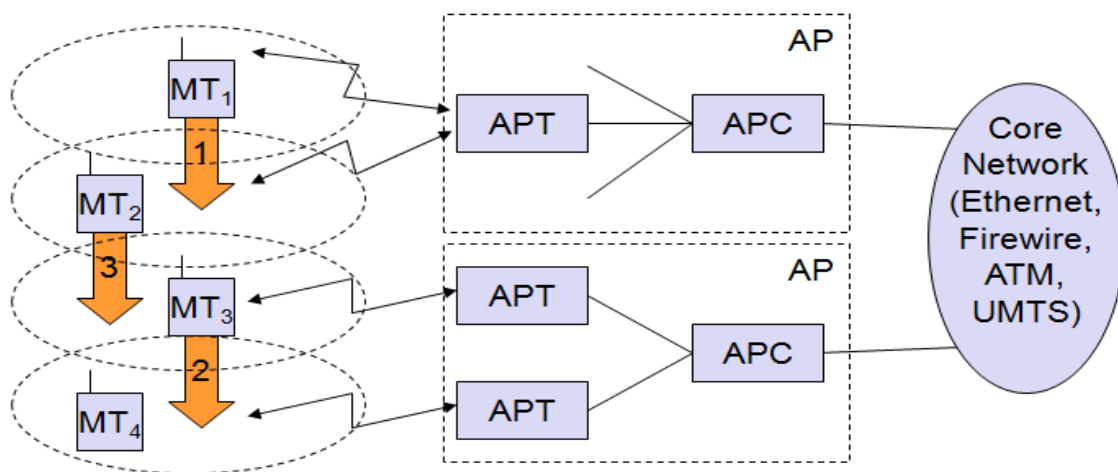 AP
MT₁
APT
APC
1
MT₂
3
Core
Network
(Ethernet,
Firewire,
ATM,
UMTS)
AP
MT₃
APT
APC
2
APT
MT₄